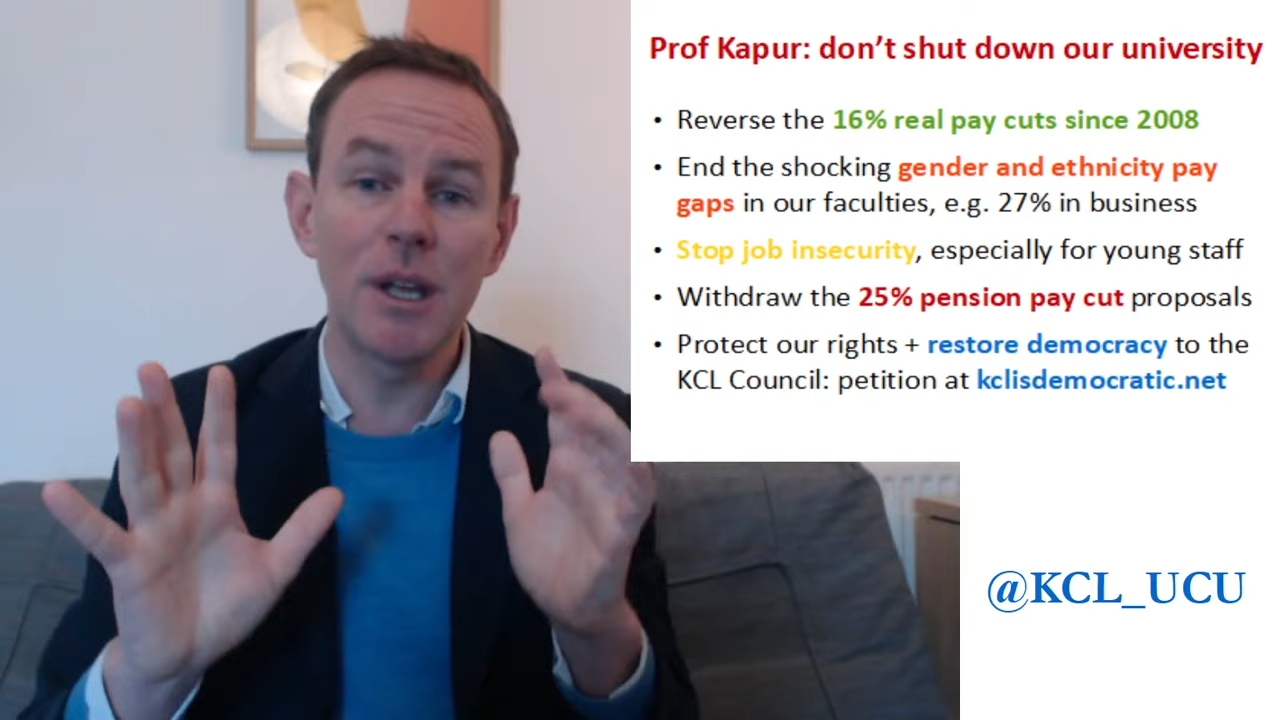 Prof Kapur: don’t shut down our university
• Reverse the 16% real pay cuts since 2008
• End the shocking gender and ethnicity pay
gaps in our faculties, e.g. 27% in business
• Stop job insecurity, especially for young staff
• Withdraw the 25% pension pay cut proposals
• Protect our rights + restore democracy to the
KCL Council: petition at kclisdemocratic.net
@KCL_UCU